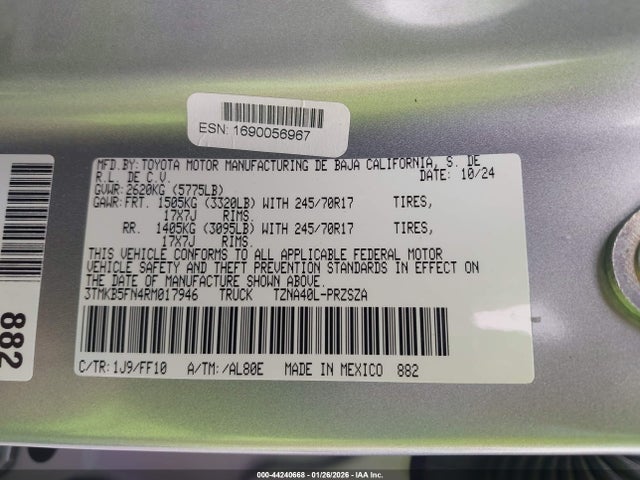 ESN: 1690056967
MFD.BY: TOYOTA MOTOR MANUFACTURING DE BAJA CALIFORNIA, S. DE
R.L. DE C.V. DATE: 10/24
GVWR: 2620KG (5775LB)
GAWR: FRT. 1505KG (3320LB) WITH 245/70R17 TIRES,
17X7J RIMS.
RR. 1405KG (3095LB) WITH 245/70R17 TIRES,
17X7J RIMS.
THIS VEHICLE CONFORMS TO ALL APPLICABLE FEDERAL MOTOR
VEHICLE SAFETY AND THEFT PREVENTION STANDARDS IN EFFECT ON
THE DATE OF MANUFACTURE SHOWN ABOVE.
3TMKB5FN4RM017946 TRUCK TZNA40L-PRZSZA
C/TR: 1J9/FF10 A/TM: /AL80E MADE IN MEXICO 882
882
000-44240668 | 01/26/2026 | IAA Inc.